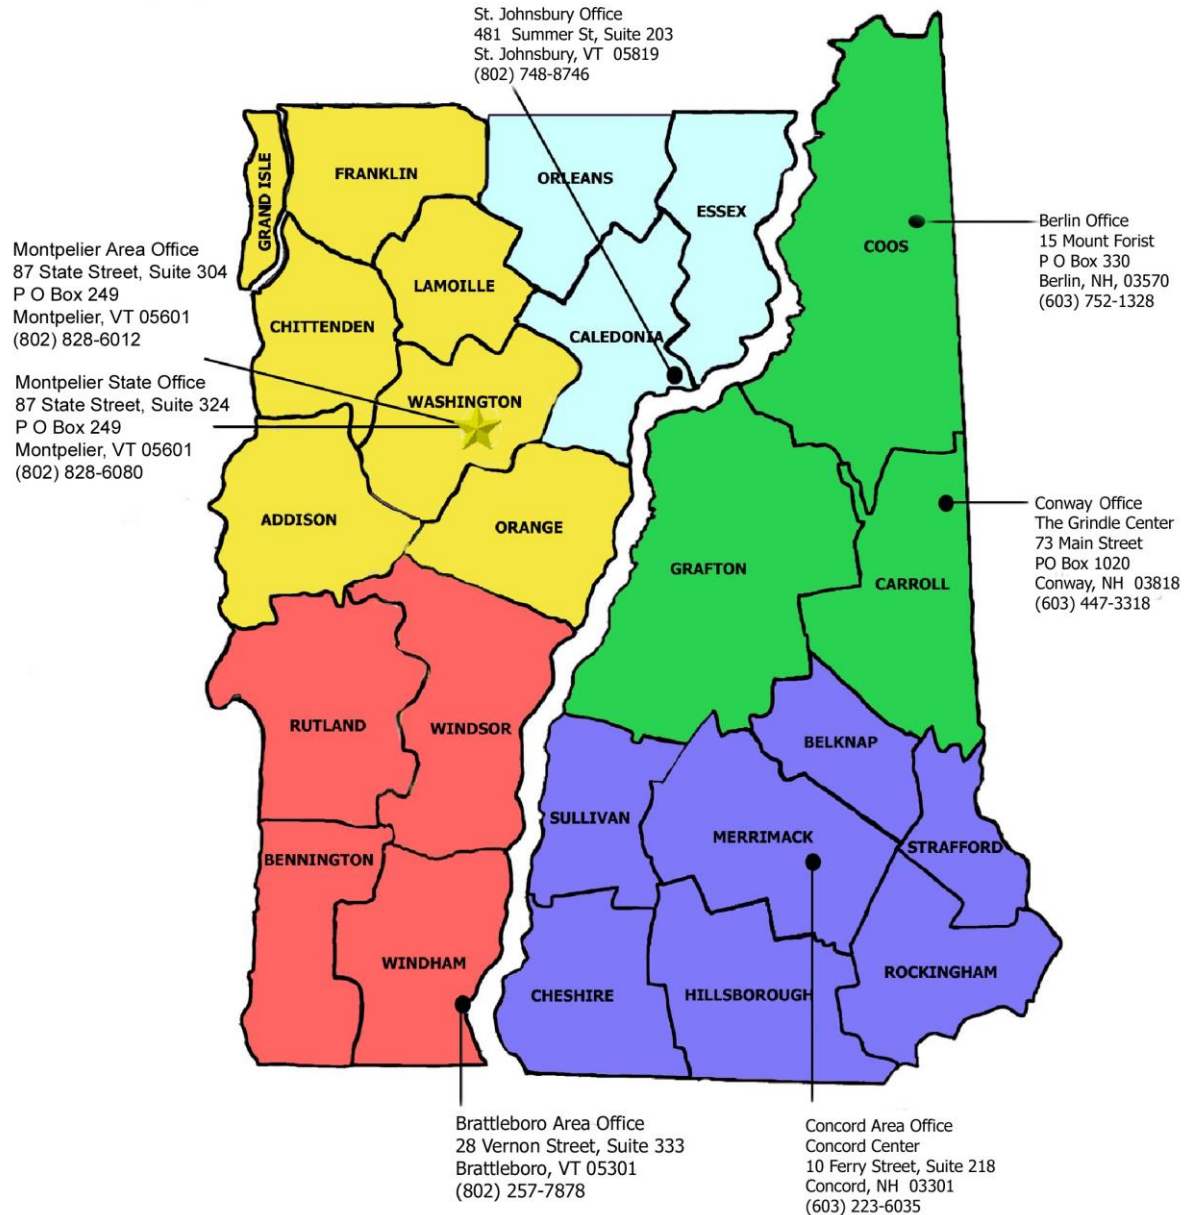 St. Johnsbury Office
481 Summer St, Suite 203
St. Johnsbury, VT 05819
(802) 748-8746
GRAND ISLE
FRANKLIN
ORLEANS
ESSEX
COOS
Berlin Office
15 Mount Forist
P O Box 330
Berlin, NH, 03570
(603) 752-1328
Montpelier Area Office
87 State Street, Suite 304
P O Box 249
Montpelier, VT 05601
(802) 828-6012
LAMOILLE
CHITTENDEN
CALEDONIA
Montpelier State Office
87 State Street, Suite 324
P O Box 249
Montpelier, VT 05601
(802) 828-6080
WASHINGTON
ADDISON
ORANGE
GRAFTON
CARROLL
Conway Office
The Grindle Center
73 Main Street
PO Box 1020
Conway, NH 03818
(603) 447-3318
RUTLAND
WINDSOR
BELKNAP
SULLIVAN
MERRIMACK
STRAFFORD
BENNINGTON
WINDHAM
CHESHIRE
HILLSBOROUGH
ROCKINGHAM
Brattleboro Area Office
28 Vernon Street, Suite 333
Brattleboro, VT 05301
(802) 257-7878
Concord Area Office
Concord Center
10 Ferry Street, Suite 218
Concord, NH 03301
(603) 223-6035